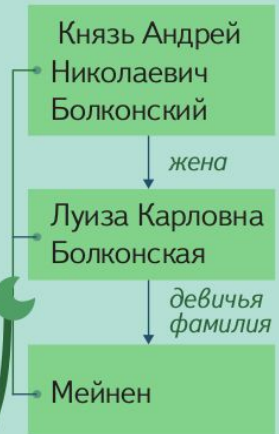 Князь Андрей
Николаевич
Болконский
жена
Луиза Карловна
Болконская
девичья
фамилия
Мейнен